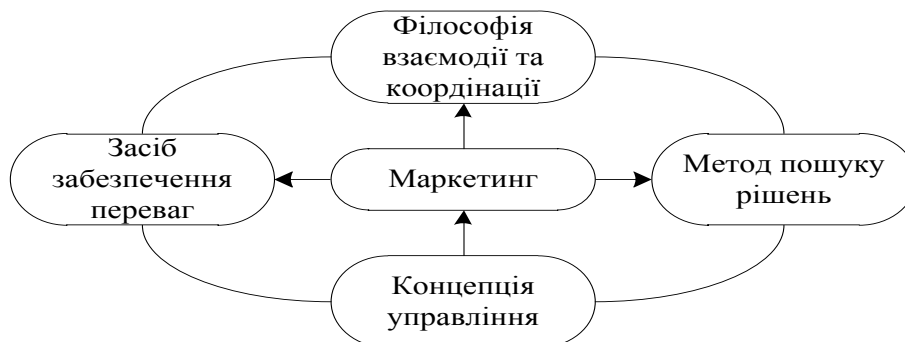 Філософія
взаємодії та
координації
Засіб
забезпечення
переваг
Маркетинг
Метод пошуку
рішень
Концепція
управління